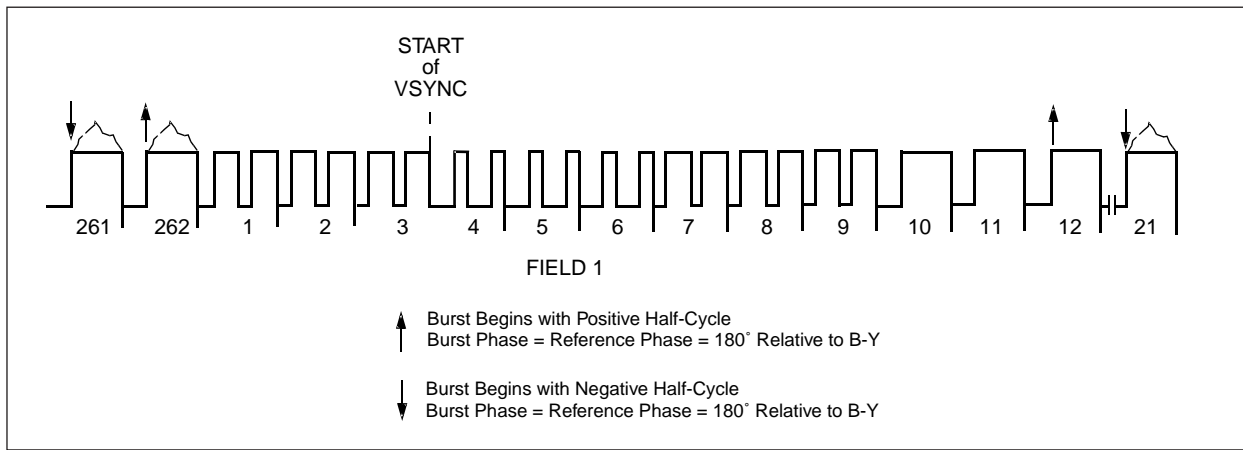 START
of
VSYNC
261 262 1 2 3 4 5 6 7 8 9 10 11 12 21
FIELD 1
Burst Begins with Positive Half-Cycle
Burst Phase = Reference Phase = 180° Relative to B-Y
Burst Begins with Negative Half-Cycle
Burst Phase = Reference Phase = 180° Relative to B-Y